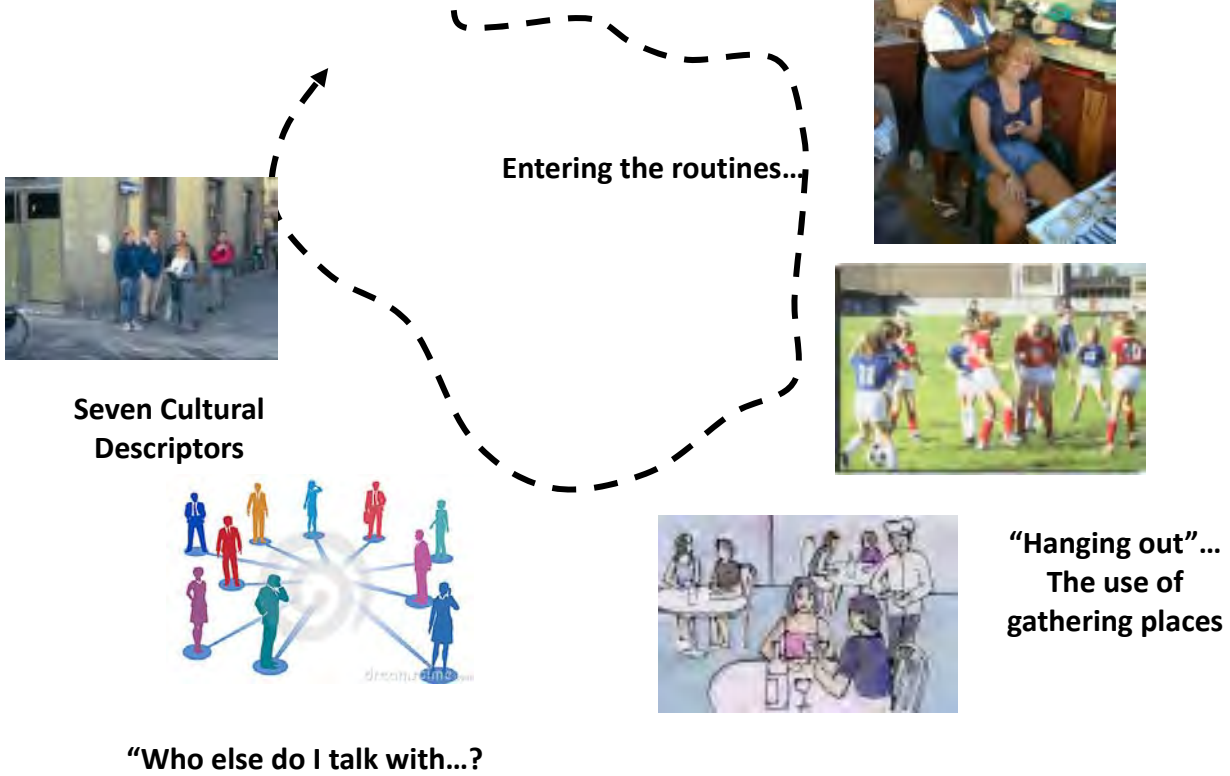 Entering the routines...
Seven Cultural
Descriptors
“Hanging out”...
The use of
gathering places
“Who else do I talk with...?